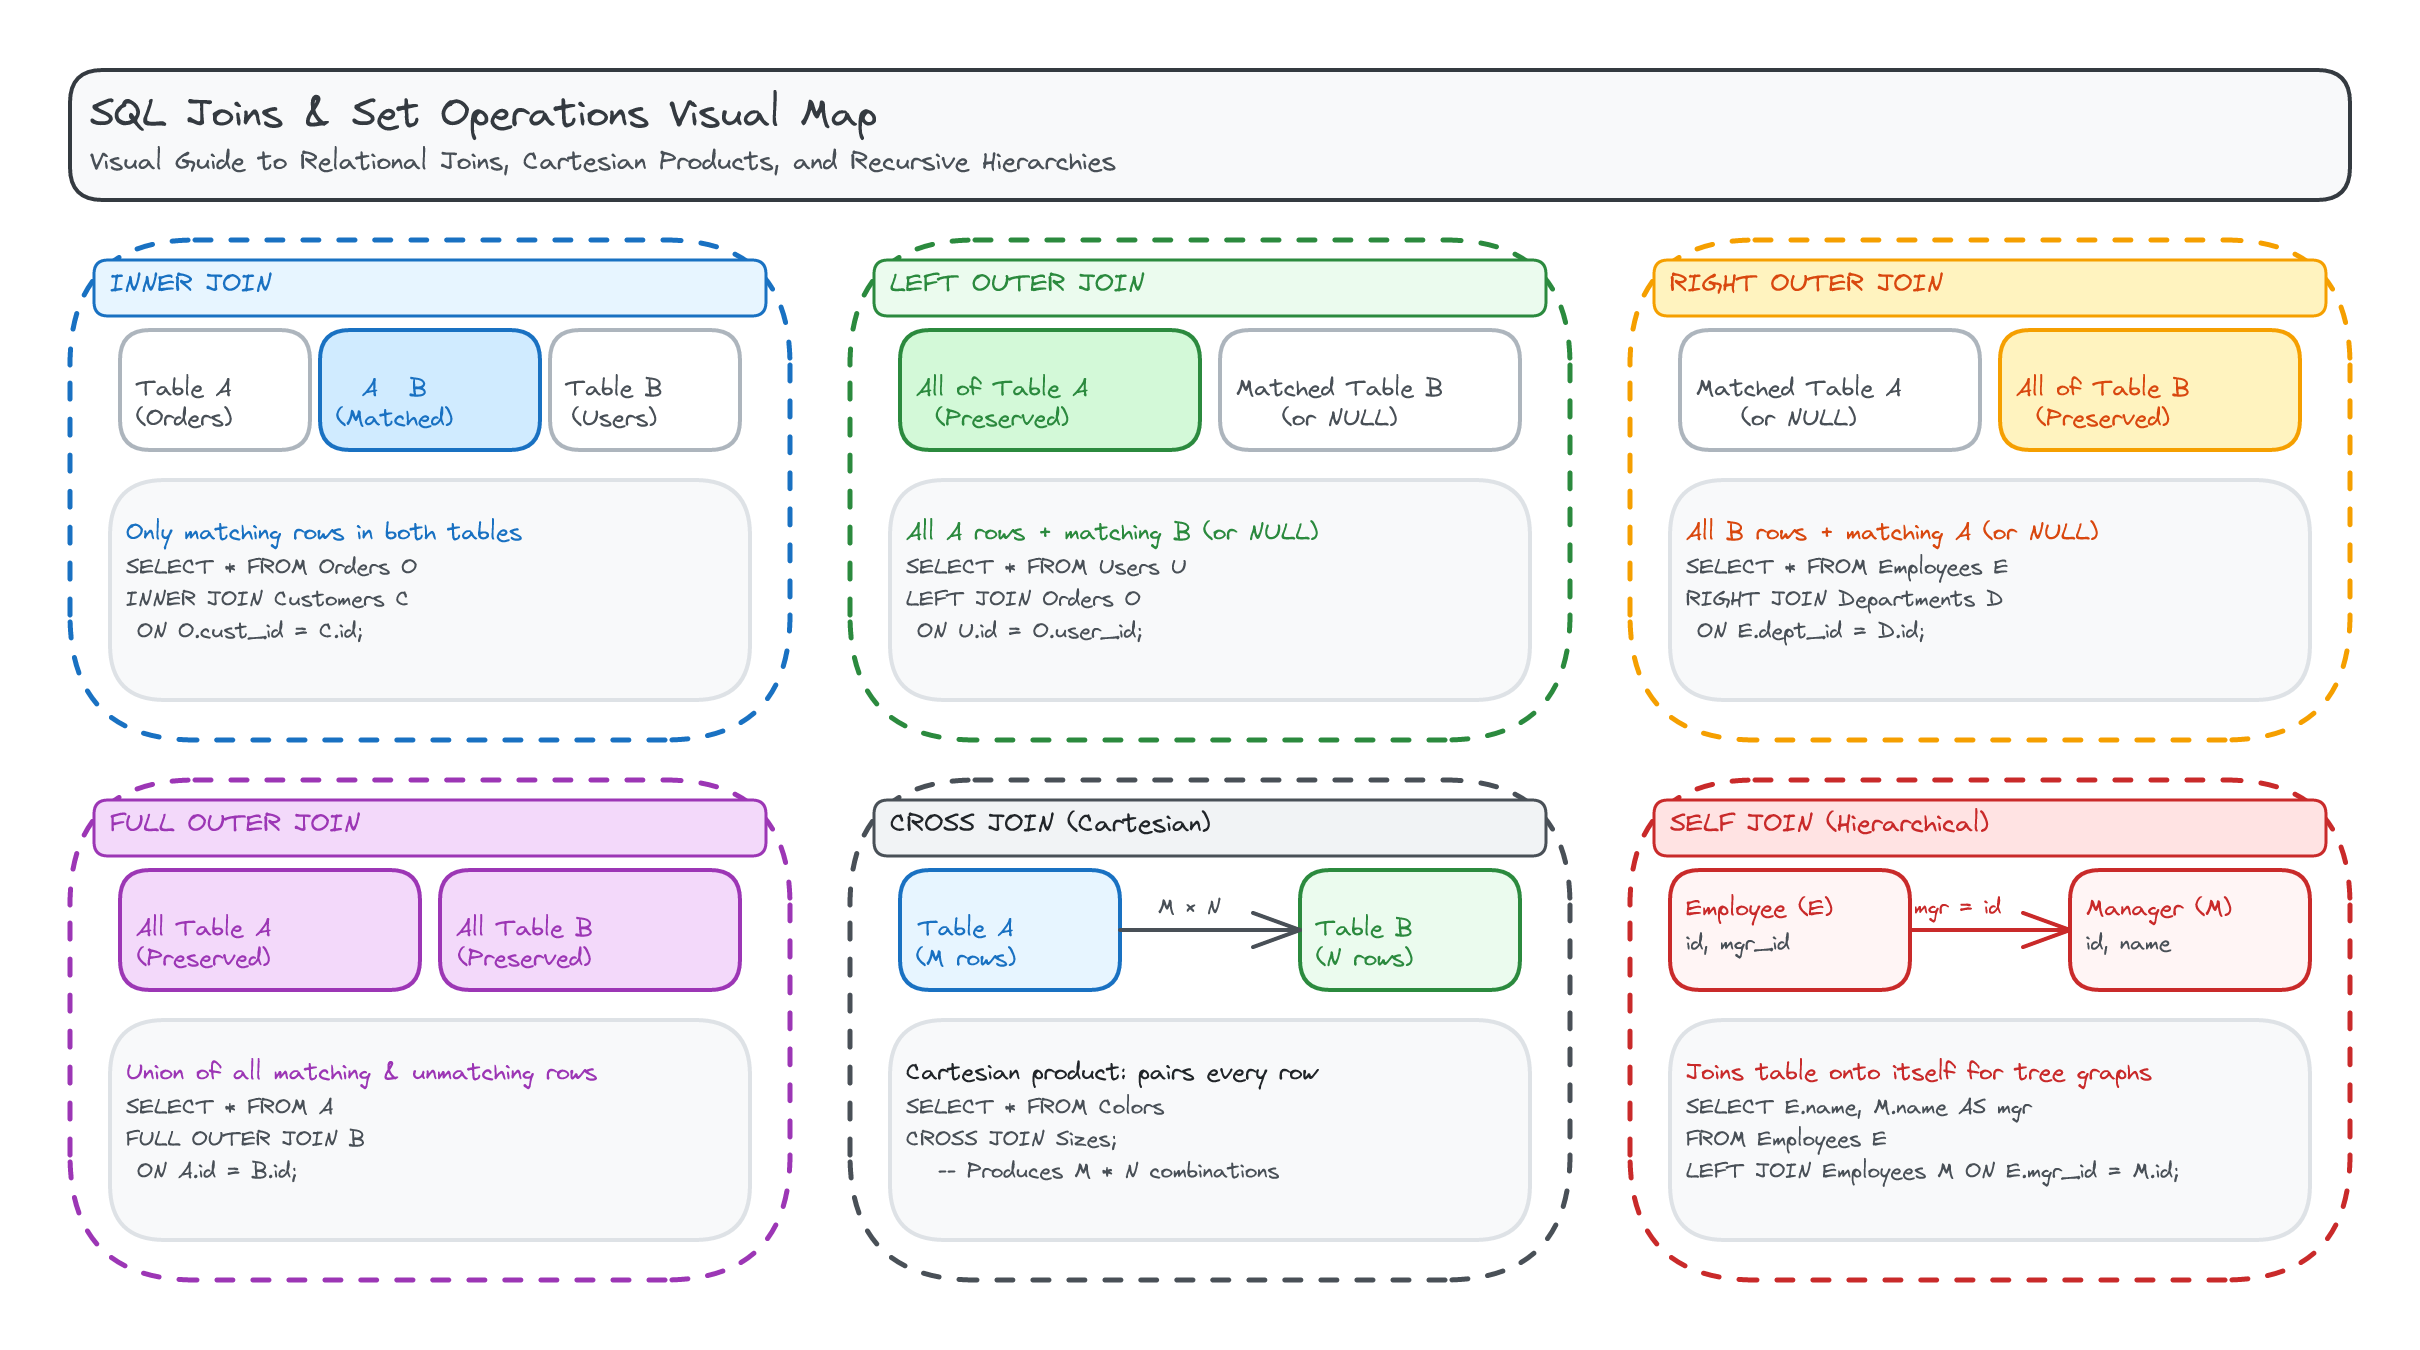 SQL Joins & Set Operations Visual Map
Visual Guide to Relational Joins, Cartesian Products, and Recursive Hierarchies
INNER JOIN
Table A
(Orders)
A B
(Matched)
Table B
(Users)
Only matching rows in both tables
SELECT * FROM Orders O
INNER JOIN Customers C
ON O.cust_id = C.id;
LEFT OUTER JOIN
All of Table A
(Preserved)
Matched Table B
(or NULL)
All A rows + matching B (or NULL)
SELECT * FROM Users U
LEFT JOIN Orders O
ON U.id = O.user_id;
RIGHT OUTER JOIN
Matched Table A
(or NULL)
All of Table B
(Preserved)
All B rows + matching A (or NULL)
SELECT * FROM Employees E
RIGHT JOIN Departments D
ON E.dept_id = D.id;
FULL OUTER JOIN
All Table A
(Preserved)
All Table B
(Preserved)
Union of all matching & unmatching rows
SELECT * FROM A
FULL OUTER JOIN B
ON A.id = B.id;
CROSS JOIN (Cartesian)
Table A
(M rows)
M × N
Table B
(N rows)
Cartesian product: pairs every row
SELECT * FROM Colors
CROSS JOIN Sizes;
-- Produces M * N combinations
SELF JOIN (Hierarchical)
Employee (E)
id, mgr_id
mgr = id
Manager (M)
id, name
Joins table onto itself for tree graphs
SELECT E.name, M.name AS mgr
FROM Employees E
LEFT JOIN Employees M ON E.mgr_id = M.id;